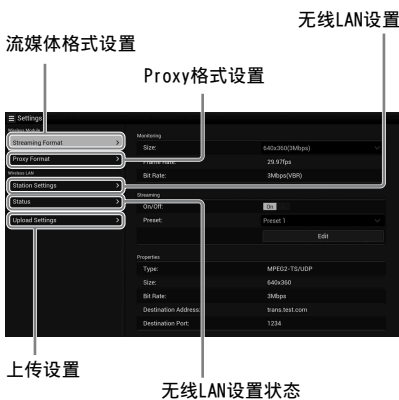 无线LAN设置
流媒体格式设置
Proxy格式设置
Settings
Wireless Module
Streaming Format
Proxy Format
Wireless LAN
Station Settings
Status
Upload Settings
Monitoring
Size: 640x360(3Mbps)
Frame Rate: 29.97fps
Bit Rate: 3Mbps(VBR)
Streaming
On/Off: On
Preset: Preset 1
Edit
Properties
Type: MPEG2-TS/UDP
Size: 640x360
Bit Rate: 3Mbps
Destination Address: trans.test.com
Destination Port: 1234
上传设置
无线LAN设置状态